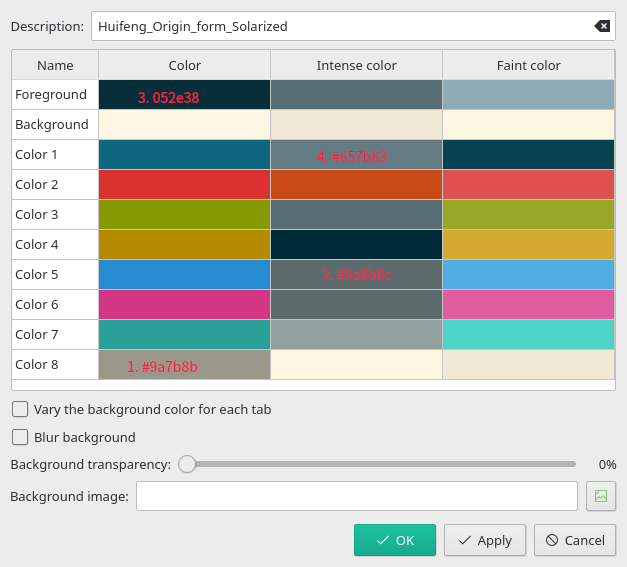 Description: Huifeng_Origin_form_Solarized
Name Color Intense color Faint color
Foreground 3. 052e38
Background
Color 1 4. #657b83
Color 2
Color 3
Color 4
Color 5 2. #5e6b6c
Color 6
Color 7
Color 8 1. #9a7b8b
Vary the background color for each tab
Blur background
Background transparency: 0%
Background image:
OK Apply Cancel